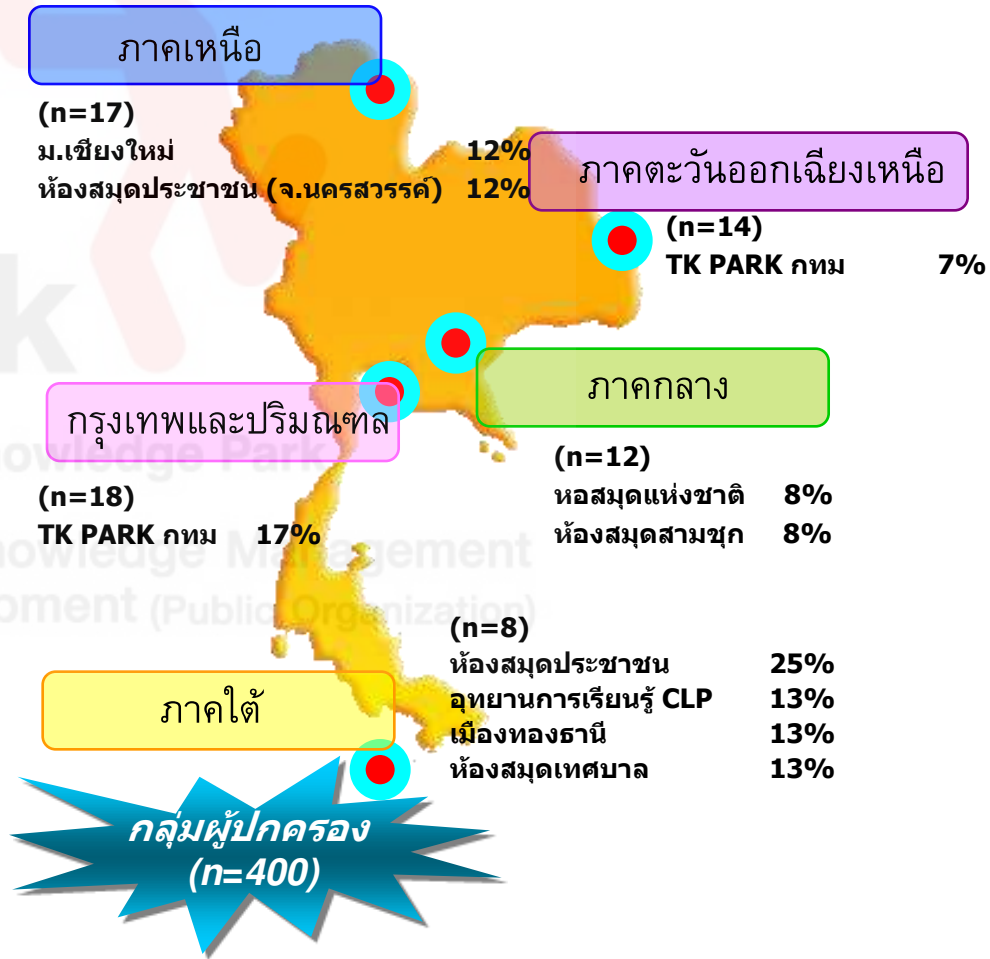 ภาคเหนือ
(n=17)
ม.เชียงใหม่ 12%
ห้องสมุดประชาชน (จ.นครสวรรค์) 12%
ภาคตะวันออกเฉียงเหนือ
(n=14)
TK PARK กทม 7%
ภาคกลาง
(n=12)
หอสมุดแห่งชาติ 8%
ห้องสมุดสามชุก 8%
กรุงเทพและปริมณฑล
(n=18)
TK PARK กทม 17%
(n=8)
ห้องสมุดประชาชน 25%
อุทยานการเรียนรู้ CLP 13%
เมืองทองธานี 13%
ห้องสมุดเทศบาล 13%
ภาคใต้
กลุ่มผู้ปกครอง
(n=400)
k
owledge Park
nowledge Management
oment (Public Organization)